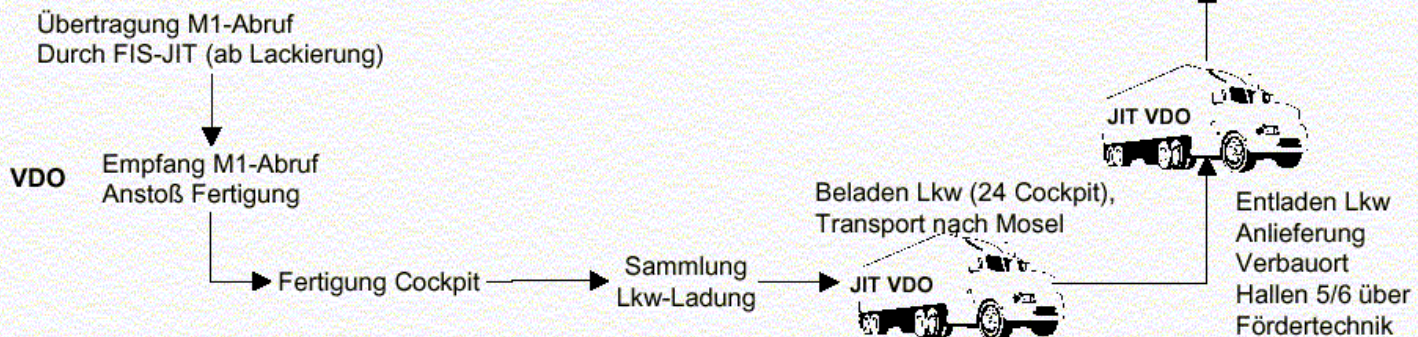 Übertragung M1-Abruf
Durch FIS-JIT (ab Lackierung)
JIT VDO
VDO
Empfang M1-Abruf
Anstoß Fertigung
Beladen Lkw (24 Cockpit),
Transport nach Mosel
Entladen Lkw
Anlieferung
Verbauort
Hallen 5/6 über
Fördertechnik
Fertigung Cockpit
Sammlung
Lkw-Ladung
JIT VDO